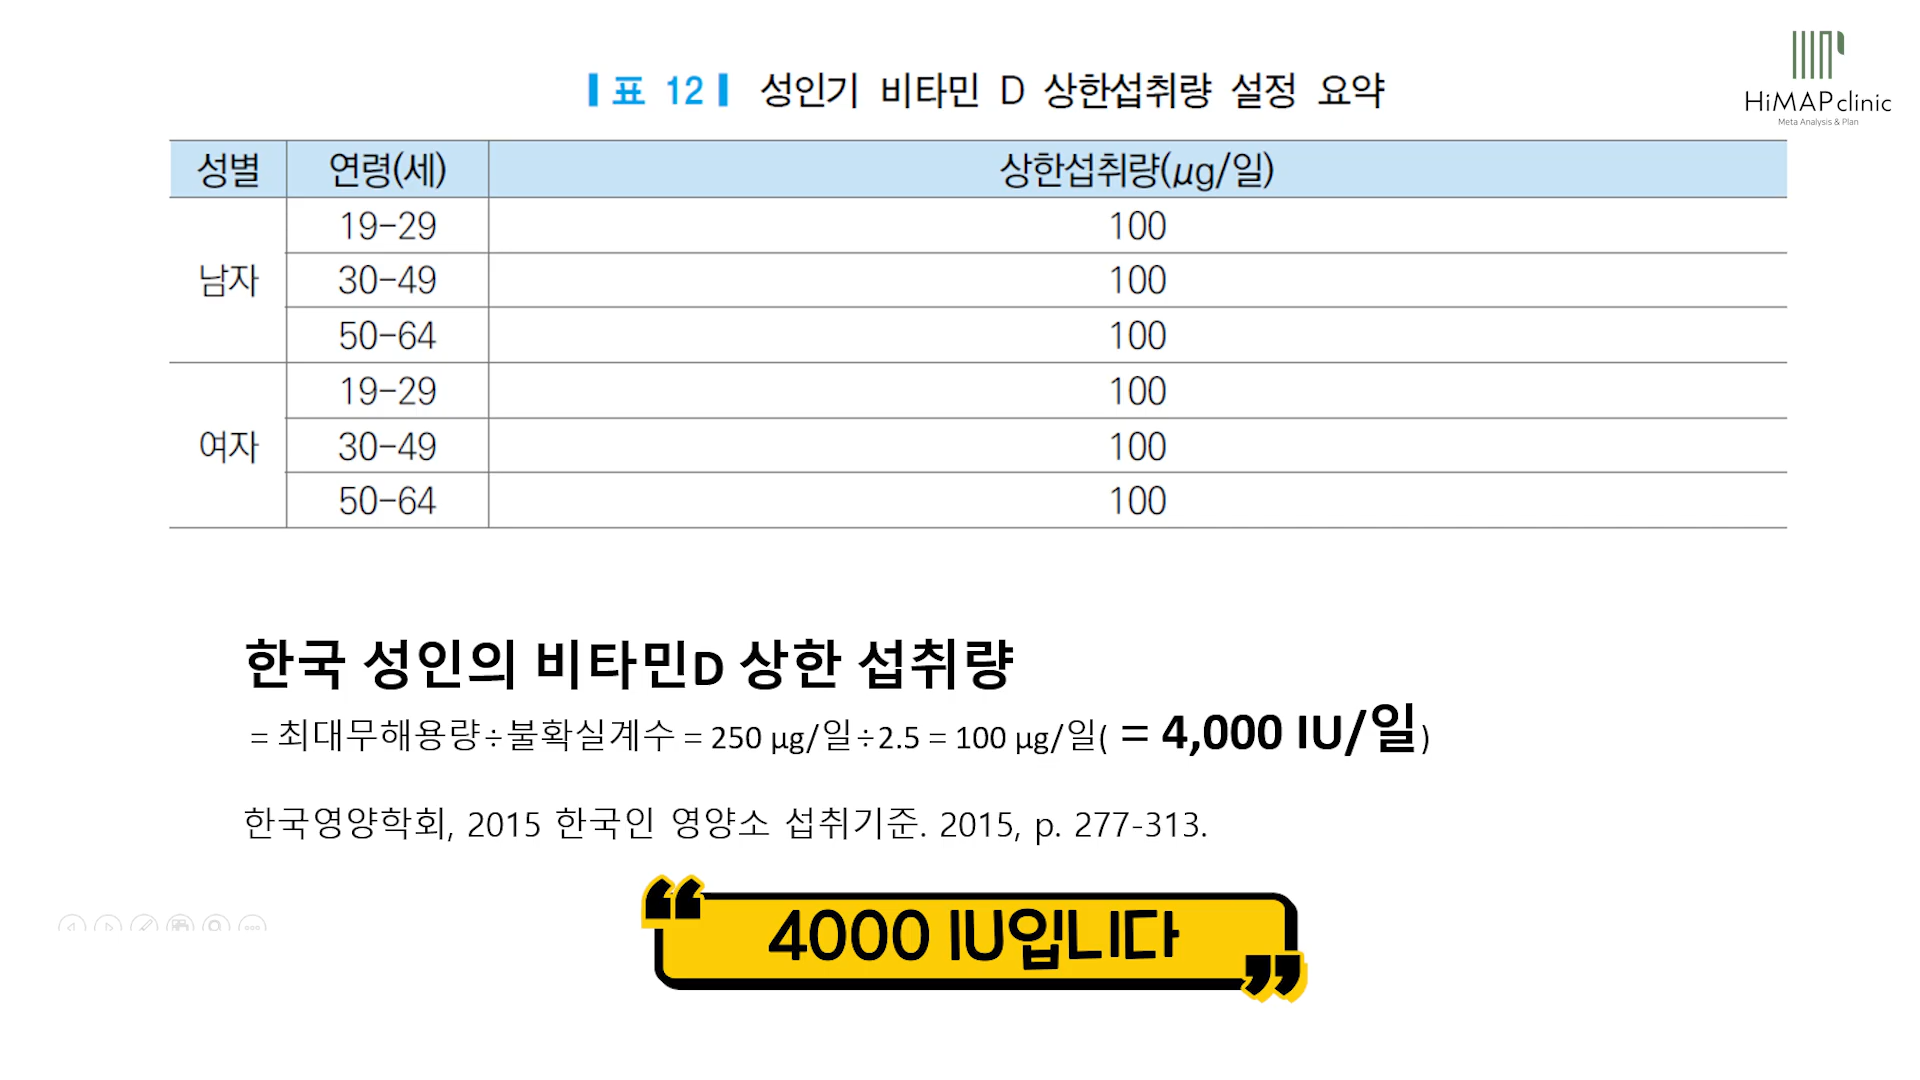 표 12 성인기 비타민 D 상한섭취량 설정 요약
HiMAP clinic
Meta Analysis & Plan
성별 연령(세) 상한섭취량(μg/일)
남자
19-29 100
30-49 100
50-64 100
여자
19-29 100
30-49 100
50-64 100
한국 성인의 비타민D 상한 섭취량
= 최대무해용량÷불확실계수 = 250 μg/일÷2.5 = 100 μg/일( = 4,000 IU/일)
한국영양학회, 2015 한국인 영양소 섭취기준. 2015, p. 277-313.
“4000 IU입니다”